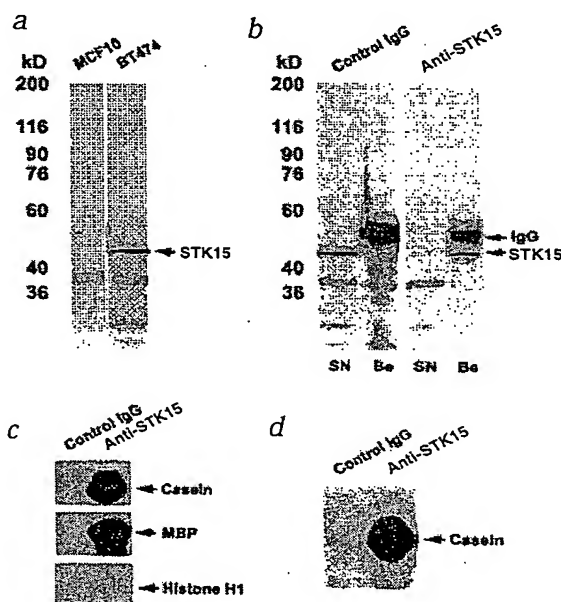 a
kD
MCF10 BT474
200
116
90
76
60
40
36
STK15
b
kD
Control IgG Anti-STK15
200
116
90
76
60
40
36
IgG
STK15
SN Be SN Be
c
Control IgG
Anti-STK15
Casein
MBP
Histone H1
d
Control IgG
Anti-STK15
Casein